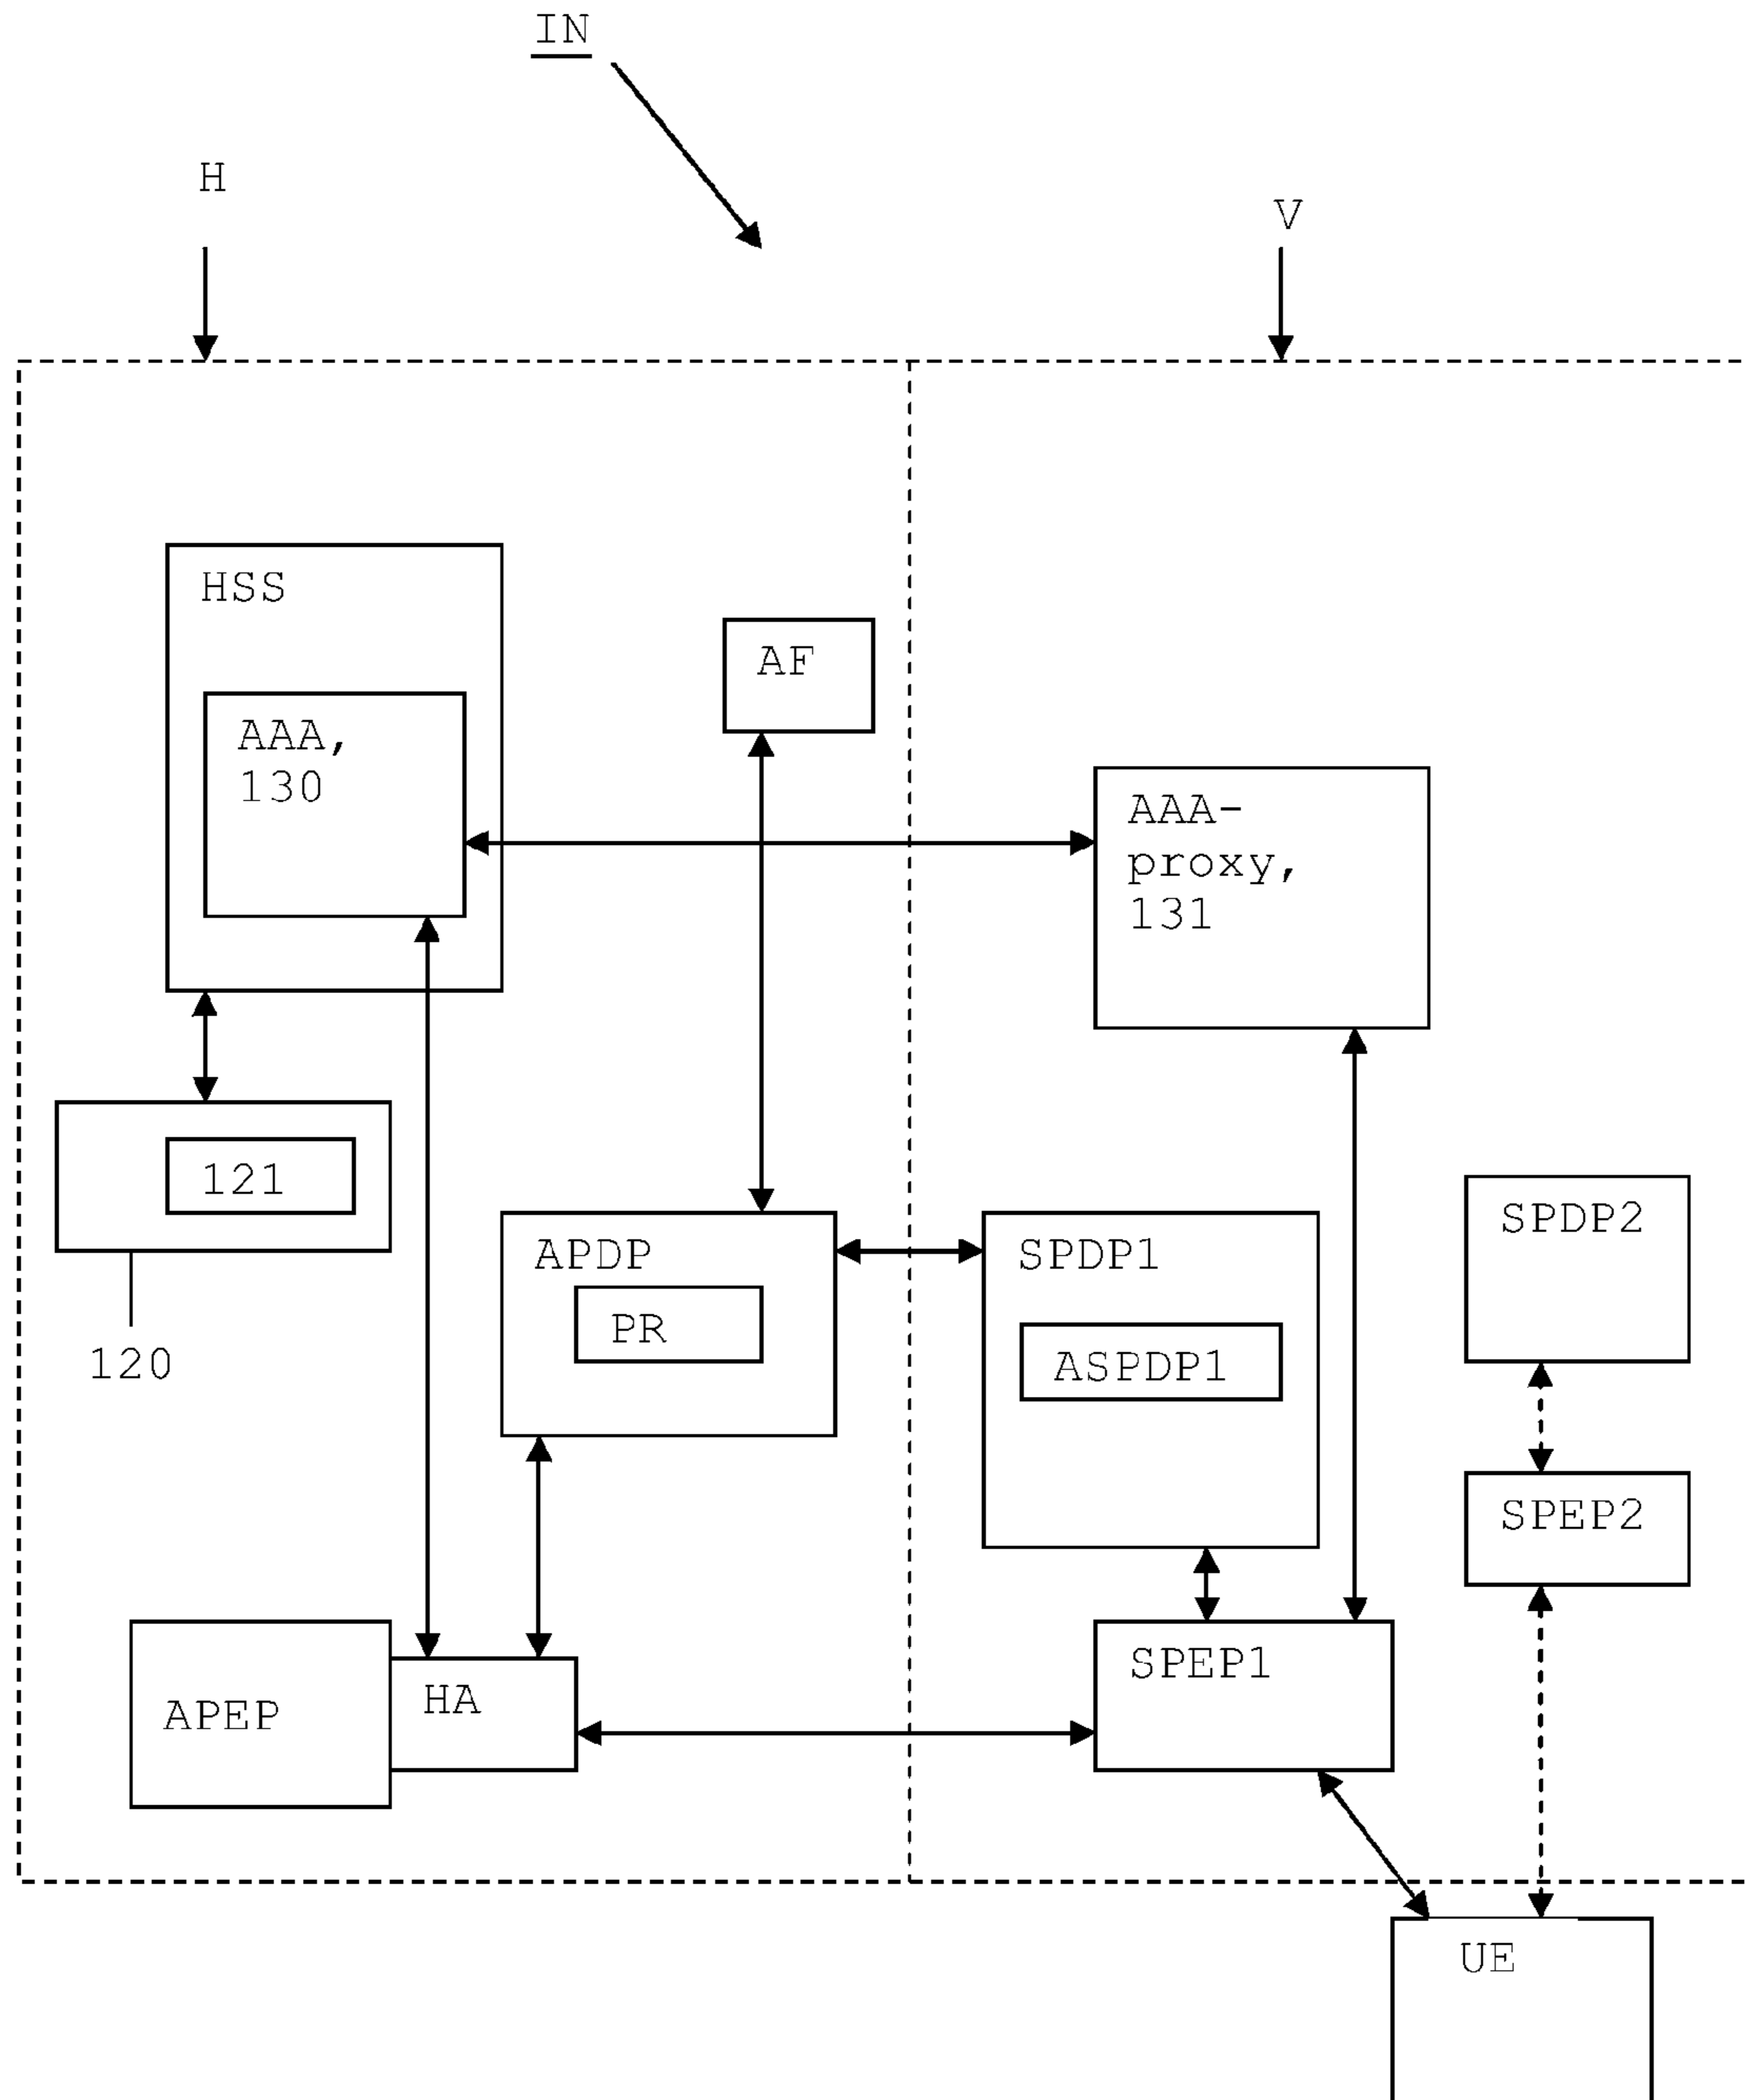 IN
H
V
HSS
AF
AAA,
130
AAA-
proxy,
131
121
120
APDP
PR
SPDP1
ASPDP1
SPDP2
SPEP2
APEP
HA
SPEP1
UE